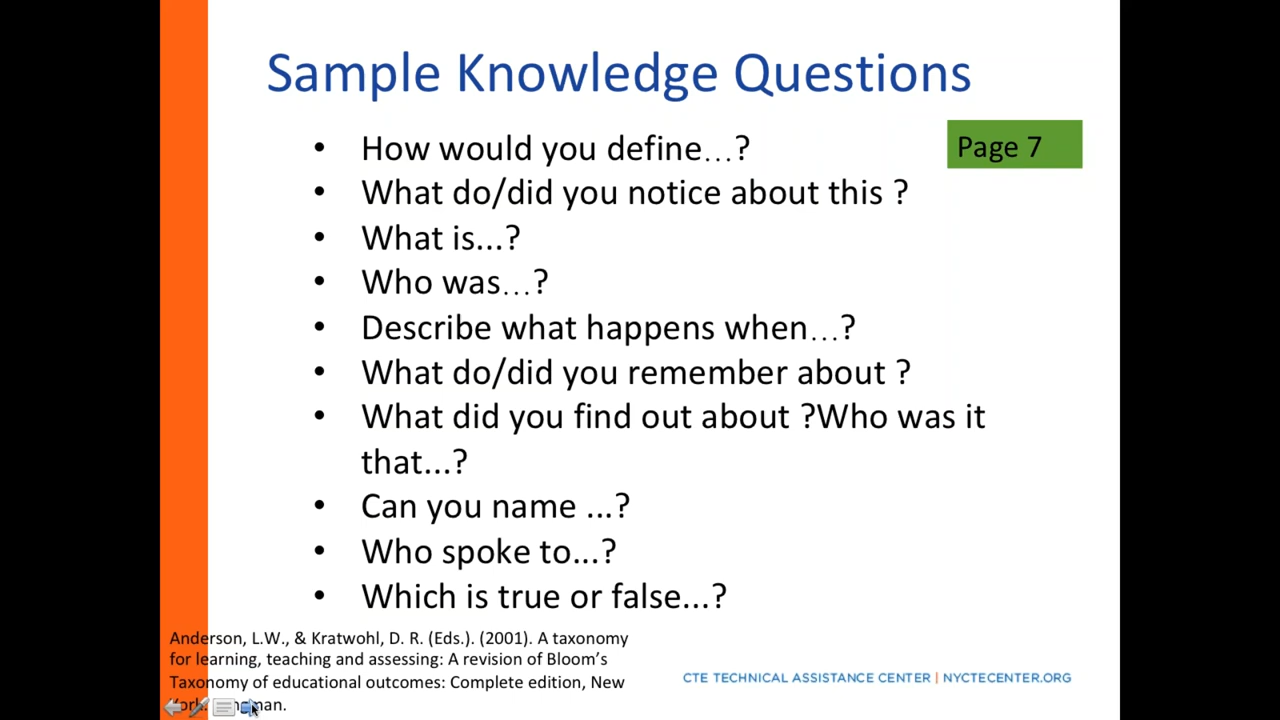 Sample Knowledge Questions
Page 7
• How would you define…?
• What do/did you notice about this ?
• What is...?
• Who was…?
• Describe what happens when…?
• What do/did you remember about ?
• What did you find out about ?Who was it
that...?
• Can you name ...?
• Who spoke to...?
• Which is true or false...?
Anderson, L.W., & Kratwohl, D. R. (Eds.). (2001). A taxonomy
for learning, teaching and assessing: A revision of Bloom’s
Taxonomy of educational outcomes: Complete edition, New
CTE TECHNICAL ASSISTANCE CENTER | NYCTECENTER.ORG